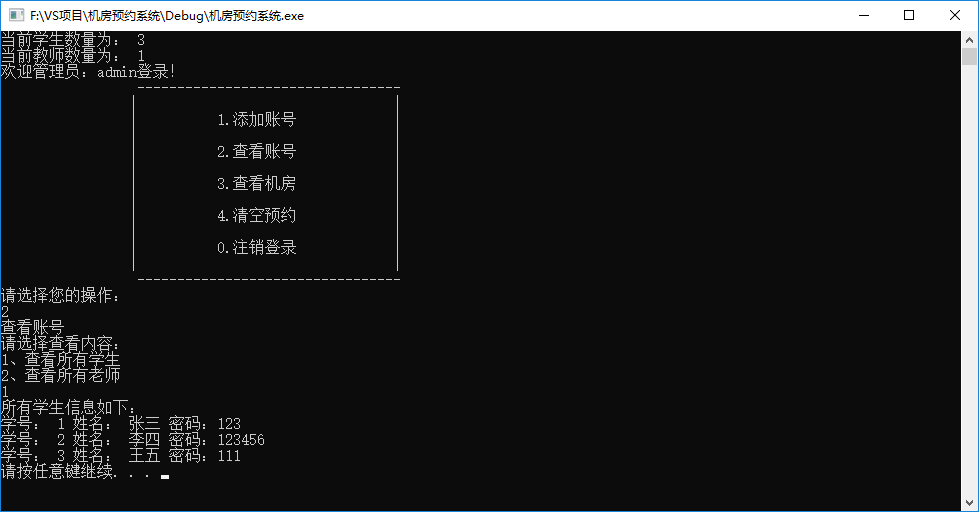 F:\VS项目\机房预约系统\Debug\机房预约系统.exe
当前学生数量为： 3
当前教师数量为： 1
欢迎管理员：admin登录!
---------------------------------
1.添加账号
2.查看账号
3.查看机房
4.清空预约
0.注销登录
---------------------------------
请选择您的操作：
2
查看账号
请选择查看内容：
1、查看所有学生
2、查看所有老师
1
所有学生信息如下：
学号： 1 姓名： 张三 密码：123
学号： 2 姓名： 李四 密码：123456
学号： 3 姓名： 王五 密码：111
请按任意键继续. . .